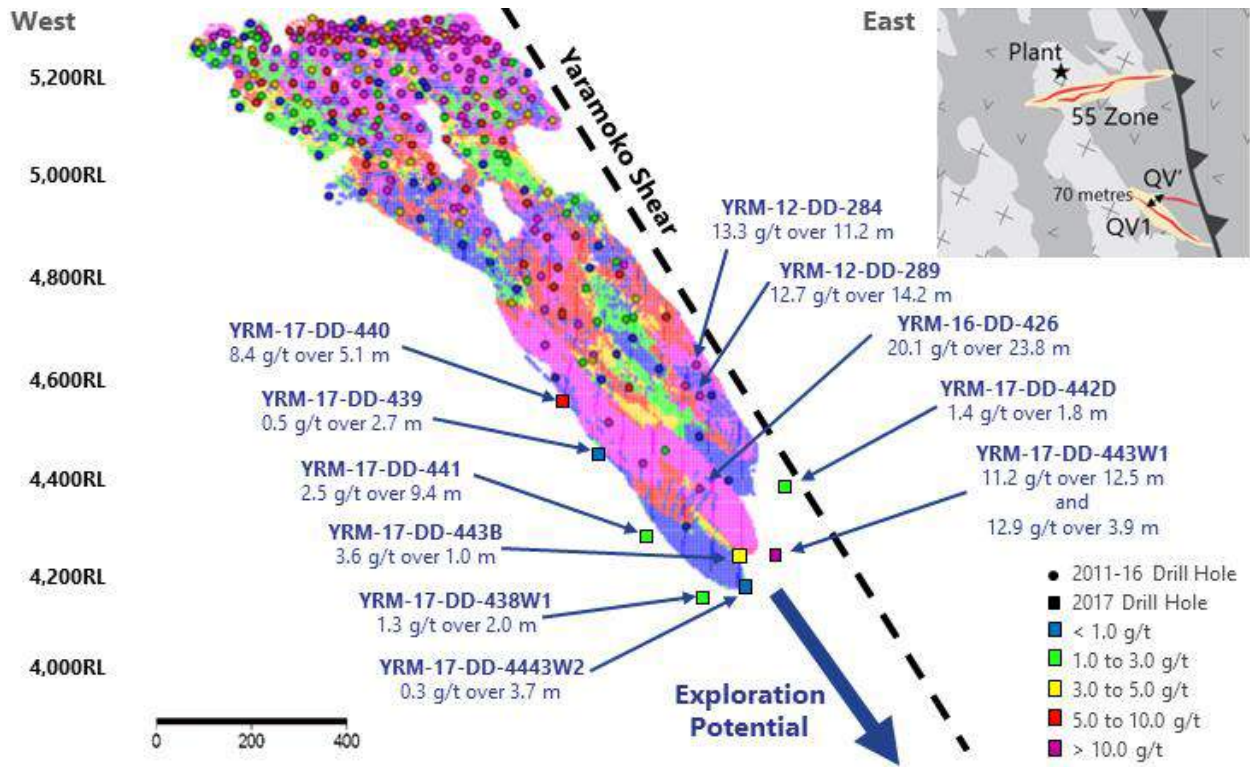 West
East
5,200RL
5,000RL
4,800RL
4,600RL
4,400RL
4,200RL
4,000RL
Yaramoko Shear
Plant
55 Zone
70 metres
QV'
QV1
YRM-12-DD-284
13.3 g/t over 11.2 m
YRM-12-DD-289
12.7 g/t over 14.2 m
YRM-16-DD-426
20.1 g/t over 23.8 m
YRM-17-DD-442D
1.4 g/t over 1.8 m
YRM-17-DD-443W1
11.2 g/t over 12.5 m
and
12.9 g/t over 3.9 m
YRM-17-DD-440
8.4 g/t over 5.1 m
YRM-17-DD-439
0.5 g/t over 2.7 m
YRM-17-DD-441
2.5 g/t over 9.4 m
YRM-17-DD-443B
3.6 g/t over 1.0 m
YRM-17-DD-438W1
1.3 g/t over 2.0 m
YRM-17-DD-4443W2
0.3 g/t over 3.7 m
Exploration
Potential
2011-16 Drill Hole
2017 Drill Hole
< 1.0 g/t
1.0 to 3.0 g/t
3.0 to 5.0 g/t
5.0 to 10.0 g/t
> 10.0 g/t
0 200 400